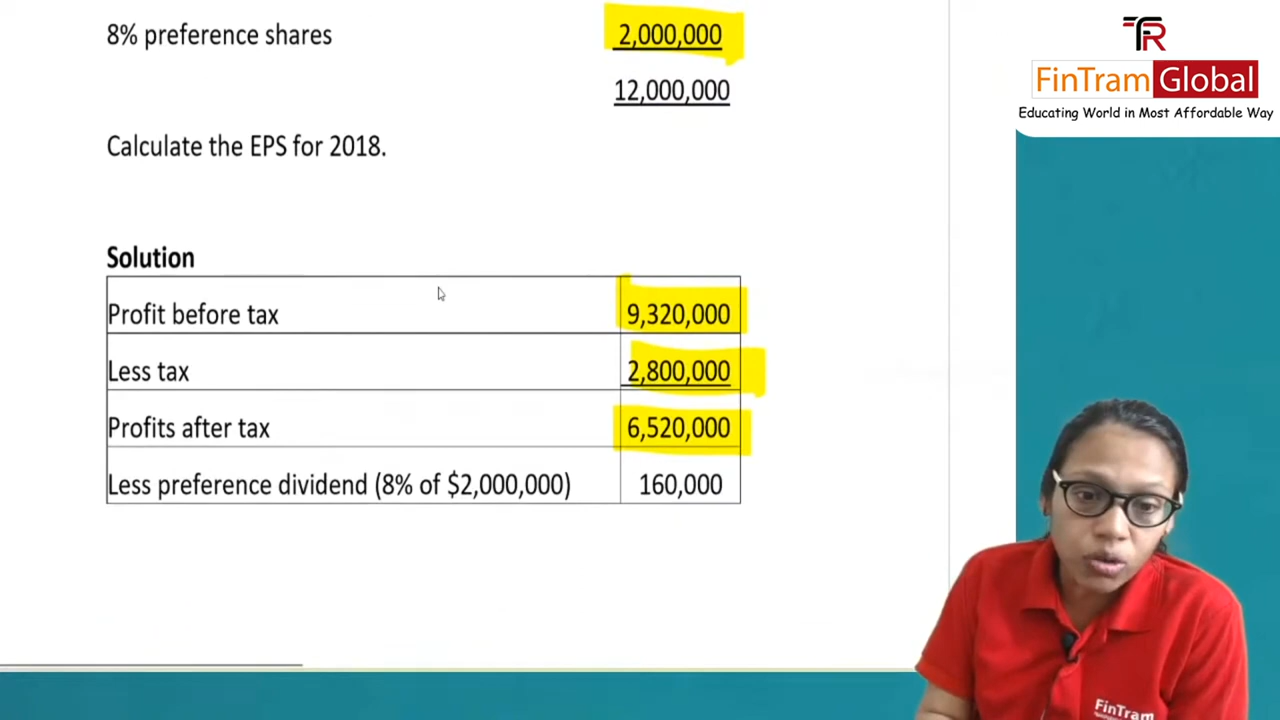 8% preference shares 2,000,000
12,000,000
Calculate the EPS for 2018.
Solution
Profit before tax 9,320,000
Less tax 2,800,000
Profits after tax 6,520,000
Less preference dividend (8% of $2,000,000) 160,000
TR
FinTram Global
Educating World in Most Affordable Way
FinTram